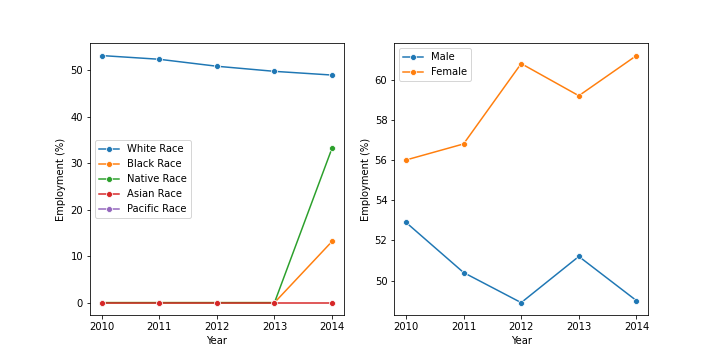 50
40
30
20
10
0
Employment (%)
White Race
Black Race
Native Race
Asian Race
Pacific Race
2010 2011 2012 2013 2014
Year
Male
Female
60
58
56
54
52
50
Employment (%)
2010 2011 2012 2013 2014
Year